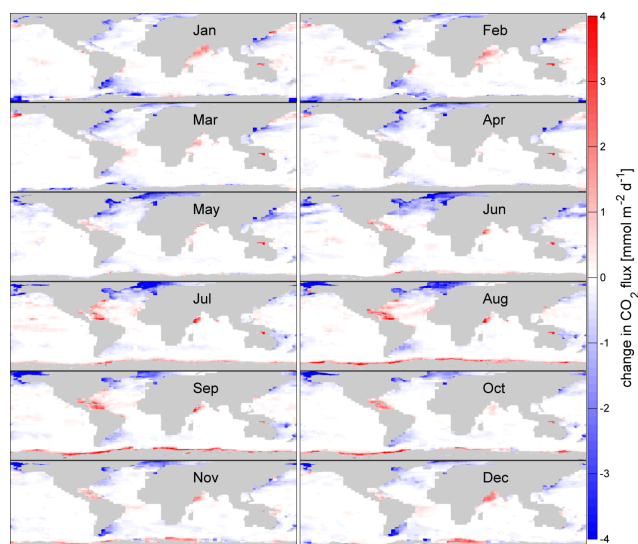 Jan
Feb
Mar
Apr
May
Jun
Jul
Aug
Sep
Oct
Nov
Dec
4
3
2
1
0
-1
-2
-3
-4
change in CO₂ flux [mmol m⁻² d⁻¹]